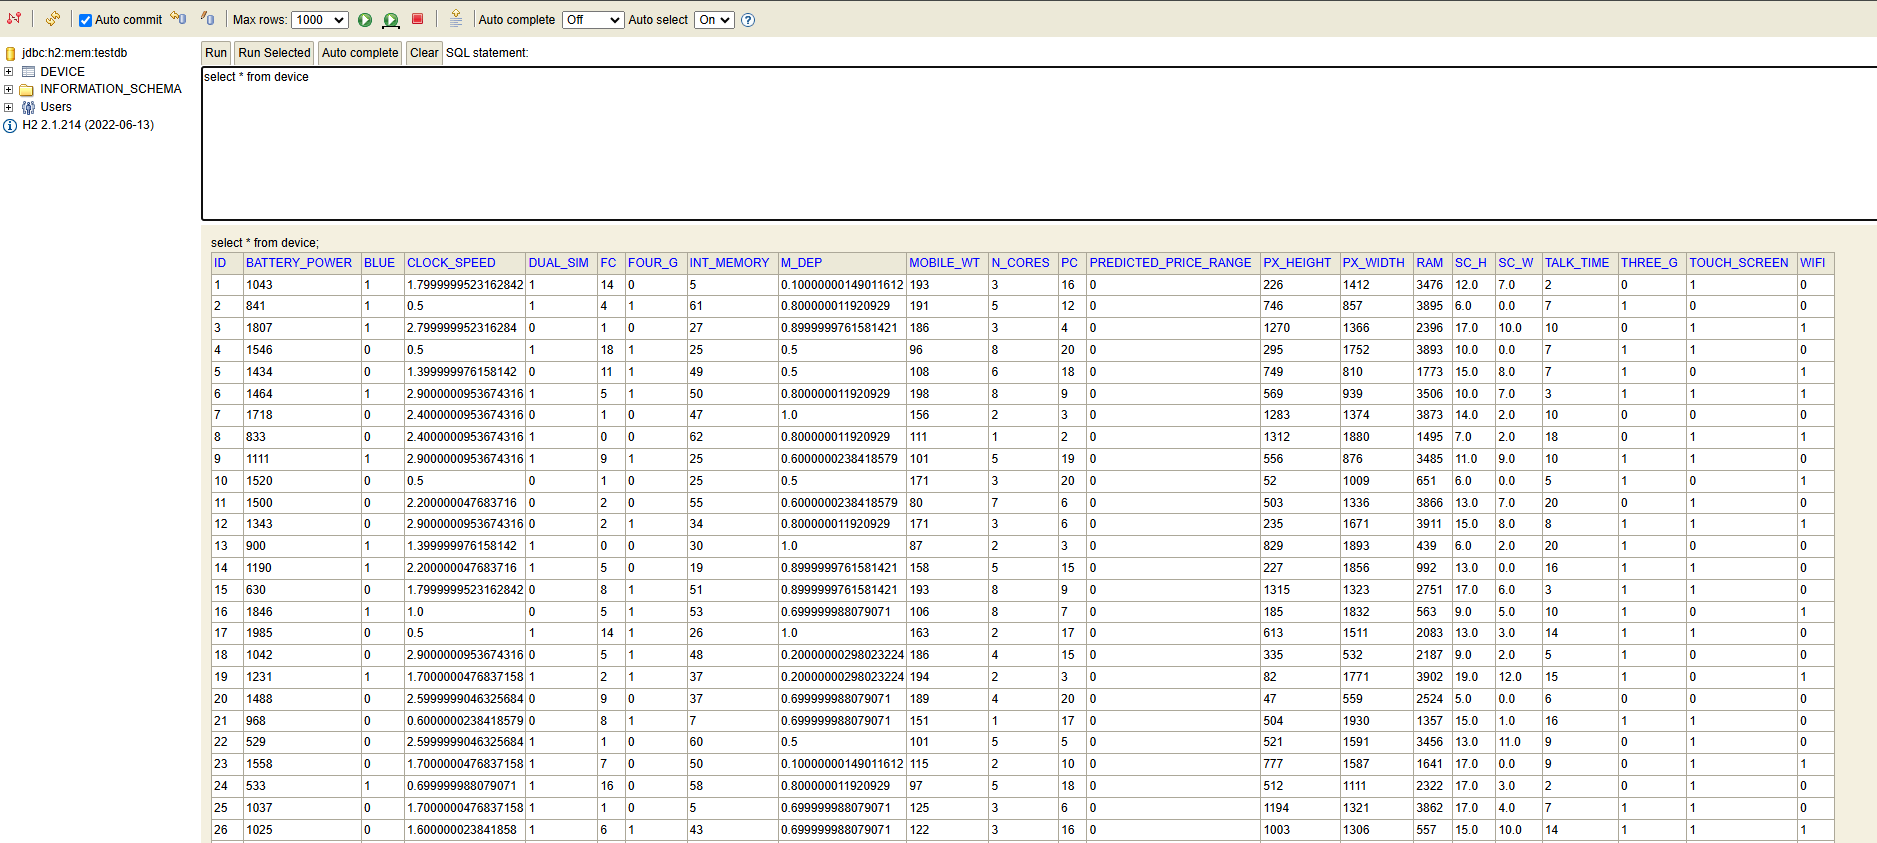 Auto commit Max rows: 1000 Auto complete Off Auto select On
jdbc:h2:mem:testdb
DEVICE
INFORMATION_SCHEMA
Users
H2 2.1.214 (2022-06-13)
Run Run Selected Auto complete Clear SQL statement:
select * from device
select * from device;
ID BATTERY_POWER BLUE CLOCK_SPEED DUAL_SIM FC FOUR_G INT_MEMORY M_DEP MOBILE_WT N_CORES PC PREDICTED_PRICE_RANGE PX_HEIGHT PX_WIDTH RAM SC_H SC_W TALK_TIME THREE_G TOUCH_SCREEN WIFI
1 1043 1 1.7999999523162842 1 14 0 5 0.10000000149011612 193 3 16 0 226 1412 3476 12.0 7.0 2 0 1 0
2 841 1 0.5 1 4 1 61 0.800000011920929 191 5 12 0 746 857 3895 6.0 0.0 7 1 0 0
3 1807 1 2.799999952316284 0 1 0 27 0.8999999761581421 186 3 4 0 1270 1366 2396 17.0 10.0 10 0 1 1
4 1546 0 0.5 1 18 1 25 0.5 96 8 20 0 295 1752 3893 10.0 0.0 7 1 1 0
5 1434 0 1.399999976158142 0 11 1 49 0.5 108 6 18 0 749 810 1773 15.0 8.0 7 1 0 1
6 1464 1 2.9000000953674316 1 5 1 50 0.800000011920929 198 8 9 0 569 939 3506 10.0 7.0 3 1 1 1
7 1718 0 2.4000000953674316 0 1 0 47 1.0 156 2 3 0 1283 1374 3873 14.0 2.0 10 0 0 0
8 833 0 2.4000000953674316 1 0 0 62 0.800000011920929 111 1 2 0 1312 1880 1495 7.0 2.0 18 0 1 1
9 1111 1 2.9000000953674316 1 9 1 25 0.6000000238418579 101 5 19 0 556 876 3485 11.0 9.0 10 1 1 0
10 1520 0 0.5 0 1 0 25 0.5 171 3 20 0 52 1009 651 6.0 0.0 5 1 0 1
11 1500 0 2.200000047683716 0 2 0 55 0.6000000238418579 80 7 6 0 503 1336 3866 13.0 7.0 20 0 1 0
12 1343 0 2.9000000953674316 0 2 1 34 0.800000011920929 171 3 6 0 235 1671 3911 15.0 8.0 8 1 1 1
13 900 1 1.399999976158142 1 0 0 30 1.0 87 2 3 0 829 1893 439 6.0 2.0 20 1 0 0
14 1190 1 2.200000047683716 1 5 0 19 0.8999999761581421 158 5 15 0 227 1856 992 13.0 0.0 16 1 1 0
15 630 0 1.7999999523162842 0 8 1 51 0.8999999761581421 193 8 9 0 1315 1323 2751 17.0 6.0 3 1 1 0
16 1846 1 1.0 0 5 1 53 0.699999988079071 106 8 7 0 185 1832 563 9.0 5.0 10 1 0 1
17 1985 0 0.5 1 14 1 26 1.0 163 2 17 0 613 1511 2083 13.0 3.0 14 1 1 0
18 1042 0 2.9000000953674316 0 5 1 48 0.20000000298023224 186 4 15 0 335 532 2187 9.0 2.0 5 1 0 0
19 1231 1 1.7000000476837158 1 2 1 37 0.20000000298023224 194 2 3 0 82 1771 3902 19.0 12.0 15 1 0 1
20 1488 0 2.5999999046325684 0 9 0 37 0.699999988079071 189 4 20 0 47 559 2524 5.0 0.0 6 0 0 0
21 968 0 0.6000000238418579 0 8 1 7 0.699999988079071 151 1 17 0 504 1930 1357 15.0 1.0 16 1 1 0
22 529 0 2.5999999046325684 1 1 0 60 0.5 101 5 5 0 521 1591 3456 13.0 11.0 9 0 1 0
23 1558 0 1.7000000476837158 1 7 0 50 0.10000000149011612 115 2 10 0 777 1587 1641 17.0 0.0 9 0 1 1
24 533 1 0.699999988079071 1 16 0 58 0.800000011920929 97 5 18 0 512 1111 2322 17.0 3.0 2 0 1 0
25 1037 0 1.7000000476837158 1 1 0 5 0.699999988079071 125 3 6 0 1194 1321 3862 17.0 4.0 7 1 1 0
26 1025 0 1.600000023841858 1 6 1 43 0.699999988079071 122 3 16 0 1003 1306 557 15.0 10.0 14 1 1 1